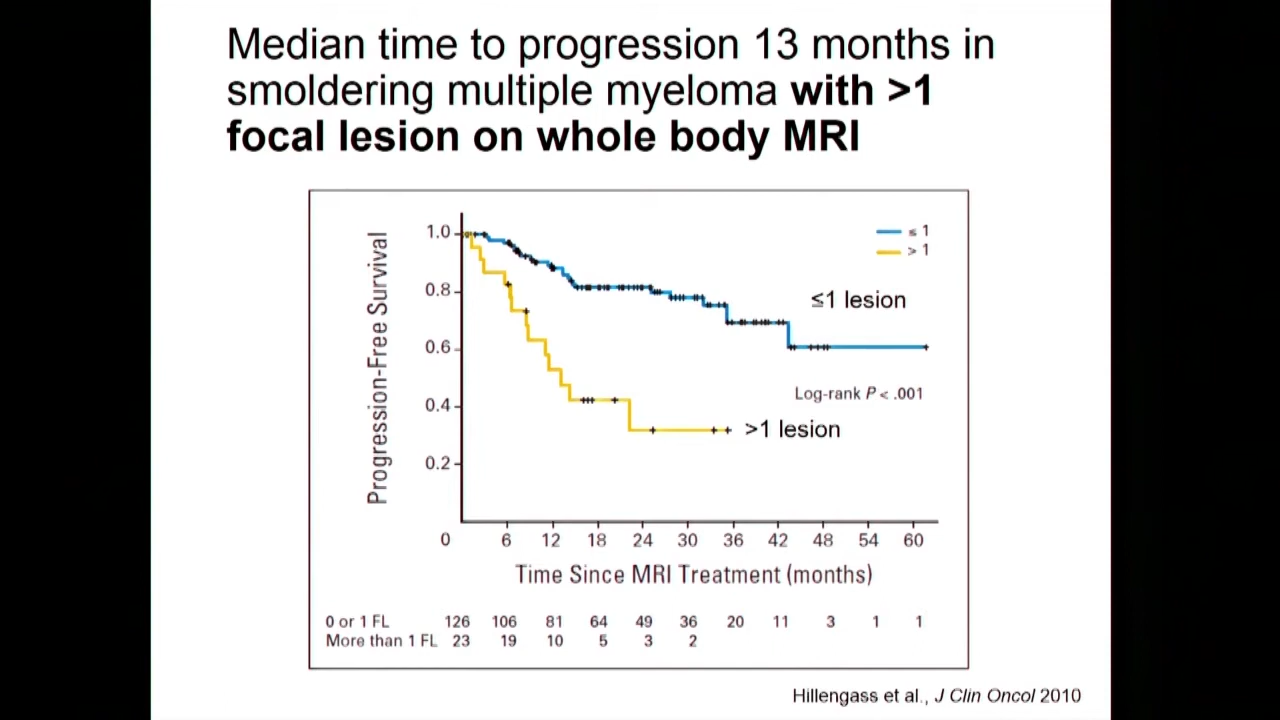 Median time to progression 13 months in
smoldering multiple myeloma with >1
focal lesion on whole body MRI
Progression-Free Survival
1.0
0.8
0.6
0.4
0.2
0
≤ 1
> 1
≤1 lesion
Log-rank P < .001
>1 lesion
6 12 18 24 30 36 42 48 54 60
Time Since MRI Treatment (months)
0 or 1 FL 126 106 81 64 49 36 20 11 3 1 1
More than 1 FL 23 19 10 5 3 2
Hillengass et al., J Clin Oncol 2010